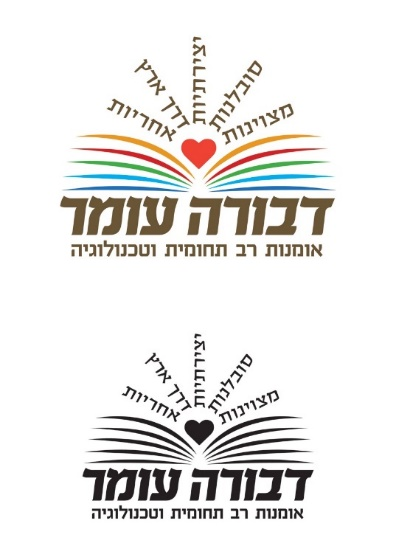 מצוינות
סובלנות
יצירתיות
דרך ארץ
אחריות
דבורה עומר
אומנות רב תחומית וטכנולוגיה
מצוינות
סובלנות
יצירתיות
דרך ארץ
אחריות
דבורה עומר
אומנות רב תחומית וטכנולוגיה